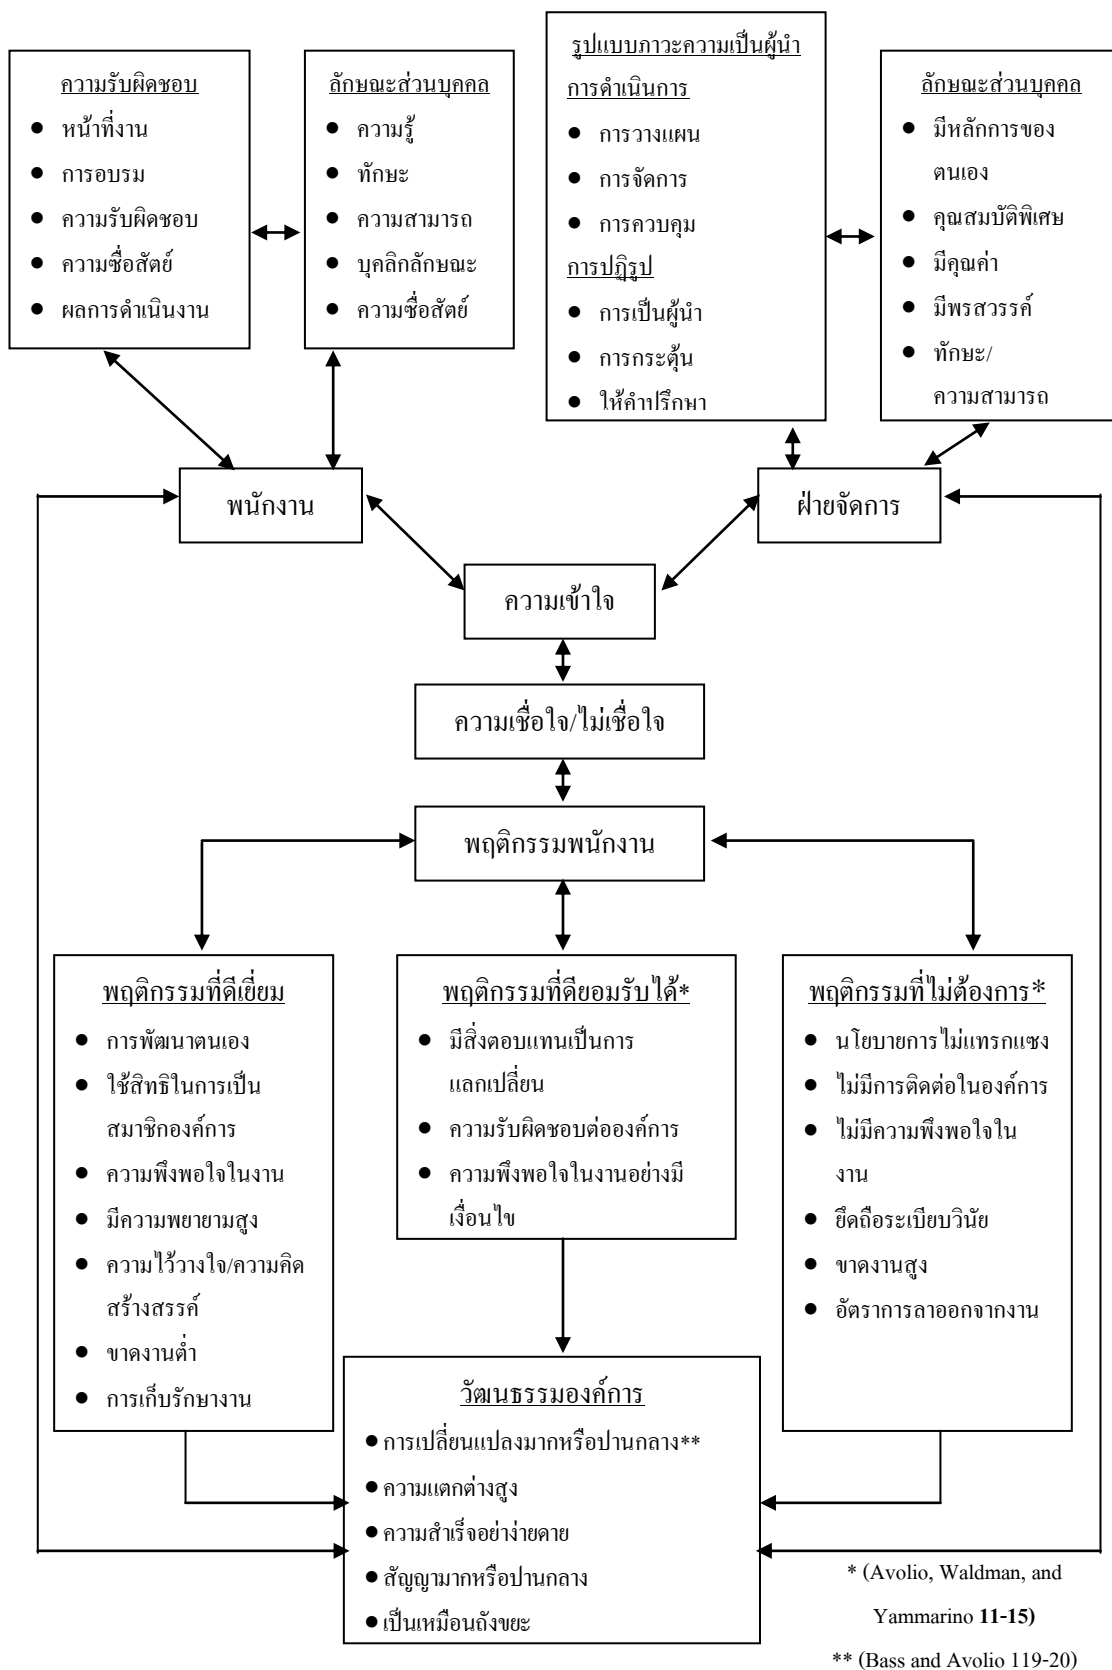 ความรับผิดชอบ
● หน้าที่งาน
● การอบรม
● ความรับผิดชอบ
● ความซื่อสัตย์
● ผลการดำเนินงาน
ลักษณะส่วนบุคคล
● ความรู้
● ทักษะ
● ความสามารถ
● บุคลิกลักษณะ
● ความซื่อสัตย์
รูปแบบภาวะความเป็นผู้นำ
การดำเนินการ
● การวางแผน
● การจัดการ
● การควบคุม
การปฏิรูป
● การเป็นผู้นำ
● การกระตุ้น
● ให้คำปรึกษา
ลักษณะส่วนบุคคล
● มีหลักการของ
ตนเอง
● คุณสมบัติพิเศษ
● มีคุณค่า
● มีพรสวรรค์
● ทักษะ/
ความสามารถ
พนักงาน
ฝ่ายจัดการ
ความเข้าใจ
ความเชื่อใจ/ไม่เชื่อใจ
พฤติกรรมพนักงาน
พฤติกรรมที่ดีเยี่ยม
● การพัฒนาตนเอง
● ใช้สิทธิในการเป็น
สมาชิกองค์การ
● ความพึงพอใจในงาน
● มีความพยายามสูง
● ความไว้วางใจ/ความคิด
สร้างสรรค์
● ขาดงานต่ำ
● การเก็บรักษางาน
พฤติกรรมที่ดียอมรับได้*
● มีสิ่งตอบแทนเป็นการ
แลกเปลี่ยน
● ความรับผิดชอบต่อองค์การ
● ความพึงพอใจในงานอย่างมี
เงื่อนไข
พฤติกรรมที่ไม่ต้องการ*
● นโยบายการไม่แทรกแซง
● ไม่มีการติดต่อในองค์การ
● ไม่มีความพึงพอใจใน
งาน
● ยึดถือระเบียบวินัย
● ขาดงานสูง
● อัตราการลาออกจากงาน
วัฒนธรรมองค์การ
● การเปลี่ยนแปลงมากหรือปานกลาง**
● ความแตกต่างสูง
● ความสำเร็จอย่าง่ายดาย
● สัญญามากหรือปานกลาง
● เป็นเหมือนถังขยะ
* (Avolio, Waldman, and
Yammarino 11-15)
** (Bass and Avolio 119-20)